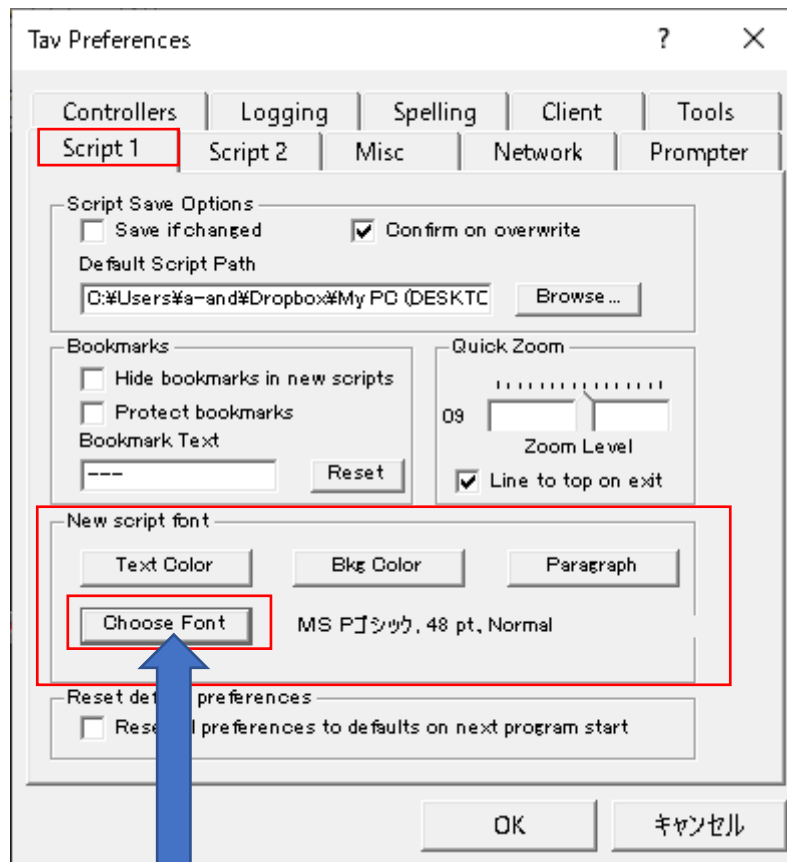 Tav Preferences ? ×
Controllers Logging Spelling Client Tools
Script 1 Script 2 Misc Network Prompter
Script Save Options
Save if changed Confirm on overwrite
Default Script Path
C:¥Users¥a-and¥Dropbox¥My PC (DESKTC Browse ...
Bookmarks Quick Zoom
Hide bookmarks in new scripts
Protect bookmarks 09
Bookmark Text Zoom Level
--- Reset Line to top on exit
New script font
Text Color Bkg Color Paragraph
Choose Font MS Pゴシック, 48 pt, Normal
Reset preferences
preferences to defaults on next program start
OK キャンセル